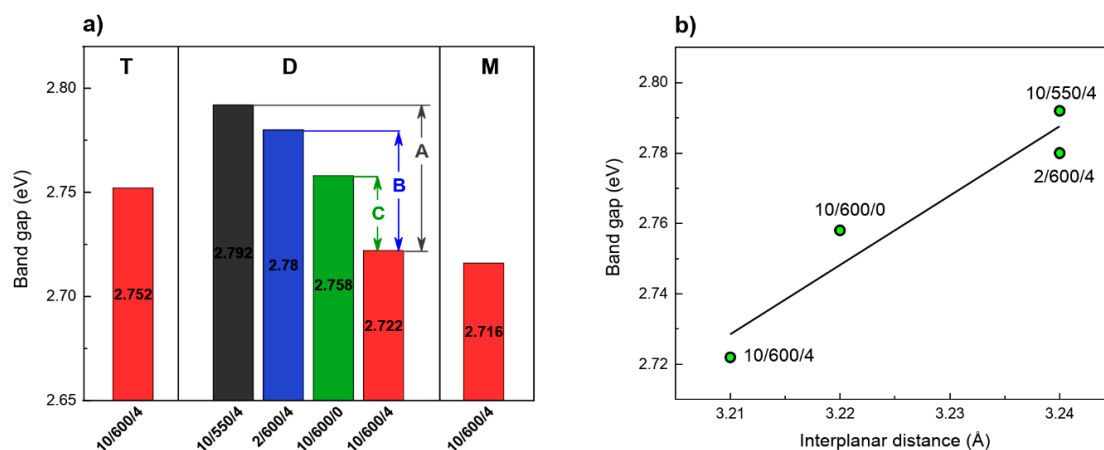 a)
T D M
Band gap (eV)
2.80
2.75
2.70
2.65
A
B
C
2.752
2.792
2.78
2.758
2.722
2.716
10/600/4
10/550/4
2/600/4
10/600/0
10/600/4
10/600/4
b)
Band gap (eV)
2.80
2.78
2.76
2.74
2.72
10/550/4
2/600/4
10/600/0
10/600/4
3.21 3.22 3.23 3.24
Interplanar distance (Å)